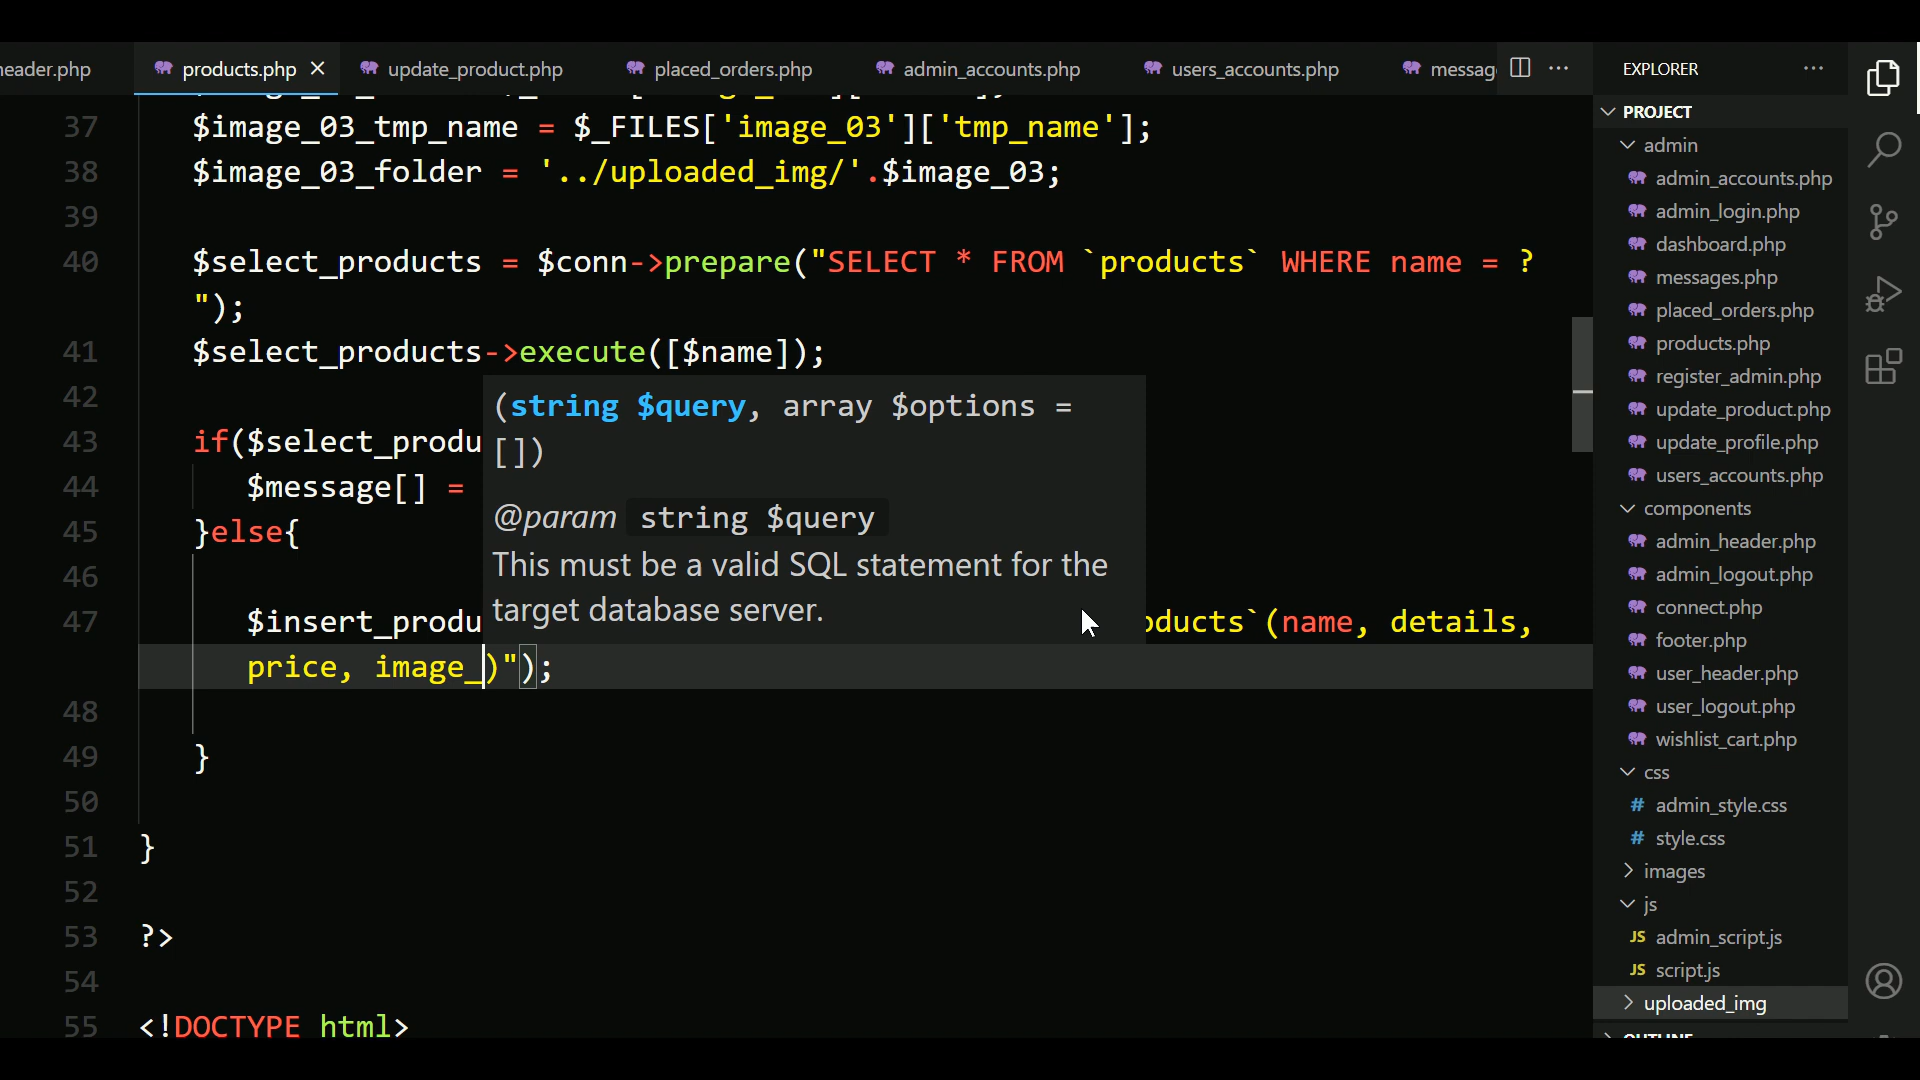 eader.php
products.php
update_product.php
placed_orders.php
admin_accounts.php
users_accounts.php
messag
37 $image_03_tmp_name = $_FILES['image_03']['tmp_name'];
38 $image_03_folder = '../uploaded_img/'.$image_03;
39
40 $select_products = $conn->prepare("SELECT * FROM `products` WHERE name = ?
");
41 $select_products->execute([$name]);
42
43 if($select_produ
44 $message[] =
45 }else{
46
47 $insert_produ
ducts`(name, details,
price, image_)");
48
49 }
50
51 }
52
53 ?>
54
55 <!DOCTYPE html>
(string $query, array $options =
[])
@param string $query
This must be a valid SQL statement for the
target database server.
EXPLORER
PROJECT
admin
admin_accounts.php
admin_login.php
dashboard.php
messages.php
placed_orders.php
products.php
register_admin.php
update_product.php
update_profile.php
users_accounts.php
components
admin_header.php
admin_logout.php
connect.php
footer.php
user_header.php
user_logout.php
wishlist_cart.php
css
# admin_style.css
# style.css
images
js
JS admin_script.js
JS script.js
uploaded_img
OUTLINE